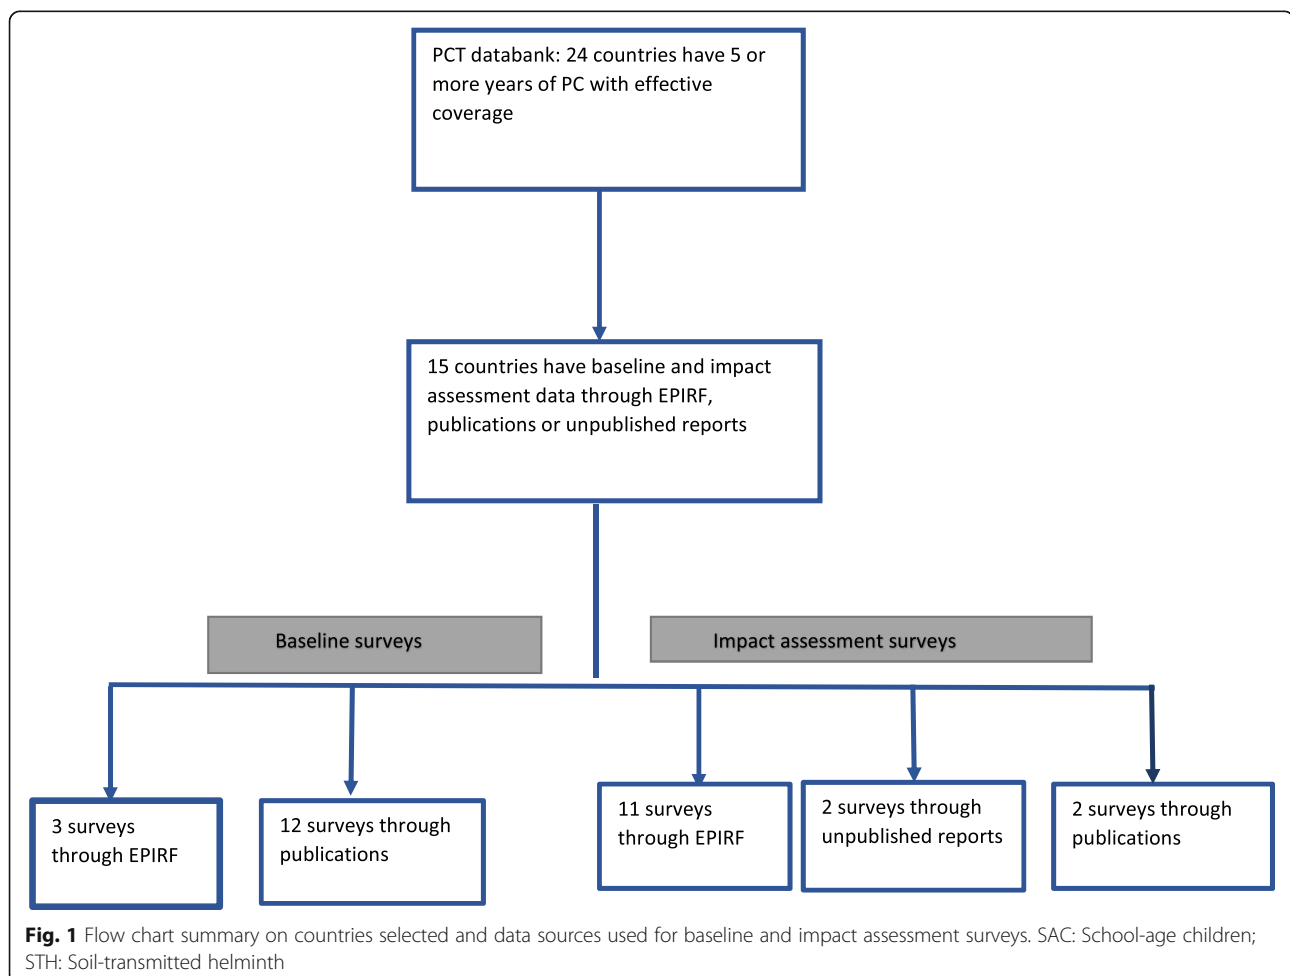 PCT databank: 24 countries have 5 or
more years of PC with effective
coverage
15 countries have baseline and impact
assessment data through EPIRF,
publications or unpublished reports
Baseline surveys
Impact assessment surveys
3 surveys
through EPIRF
12 surveys through
publications
11 surveys
through EPIRF
2 surveys through
unpublished reports
2 surveys through
publications
Fig. 1 Flow chart summary on countries selected and data sources used for baseline and impact assessment surveys. SAC: School-age children;
STH: Soil-transmitted helminth